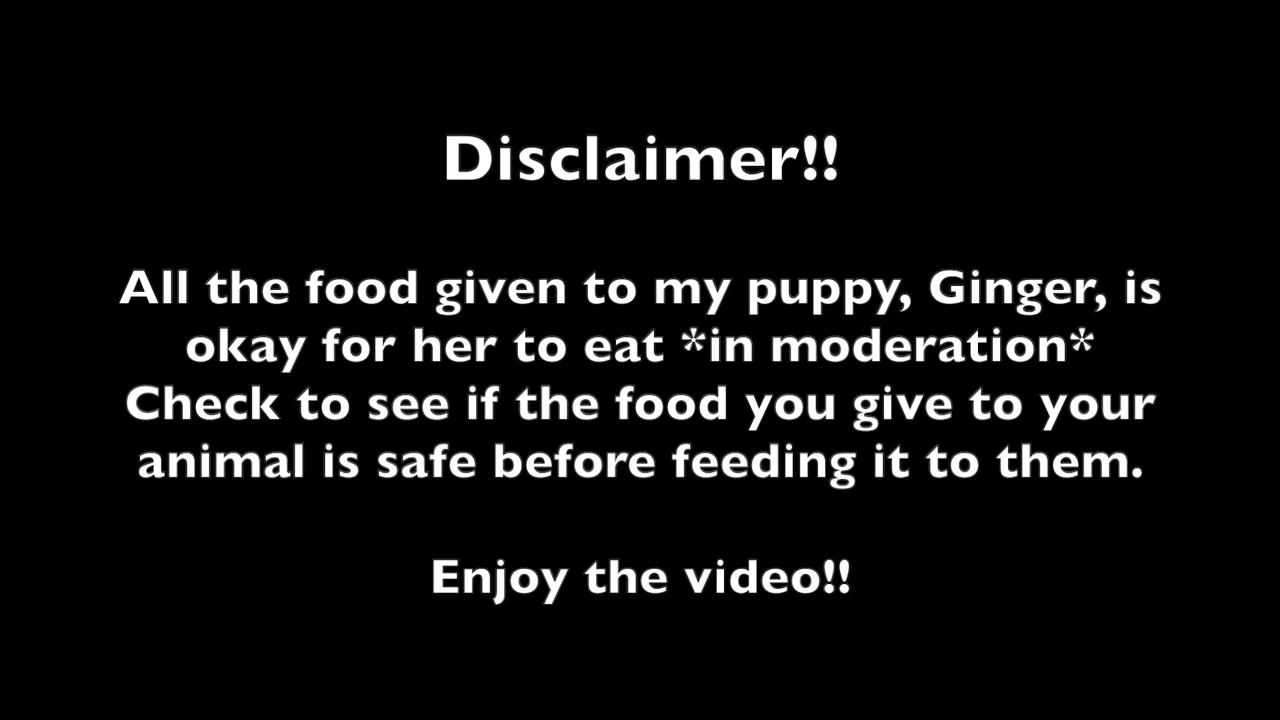 Disclaimer!!
All the food given to my puppy, Ginger, is
okay for her to eat *in moderation*
Check to see if the food you give to your
animal is safe before feeding it to them.
Enjoy the video!!